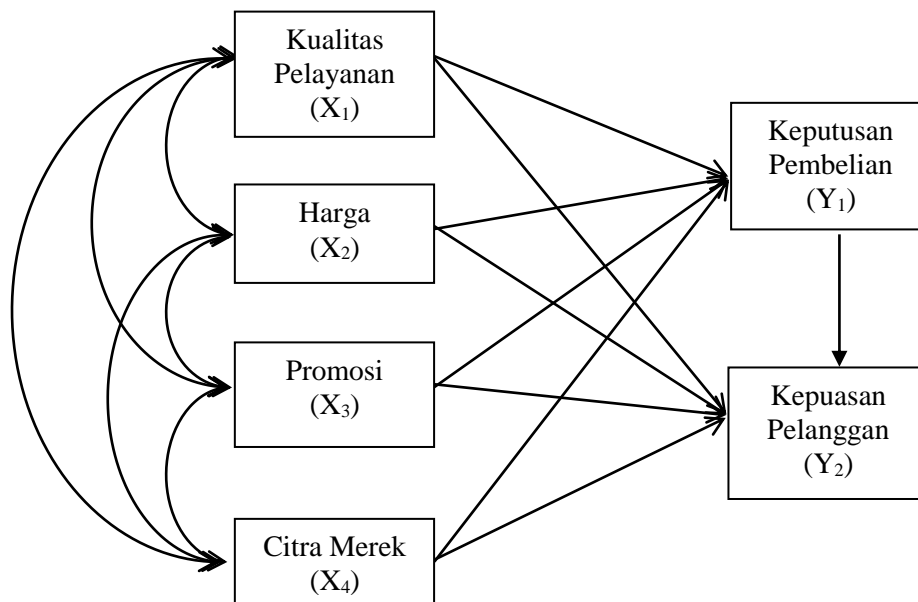 Kualitas
Pelayanan
(X₁)
Harga
(X₂)
Promosi
(X₃)
Citra Merek
(X₄)
Keputusan
Pembelian
(Y₁)
Kepuasan
Pelanggan
(Y₂)